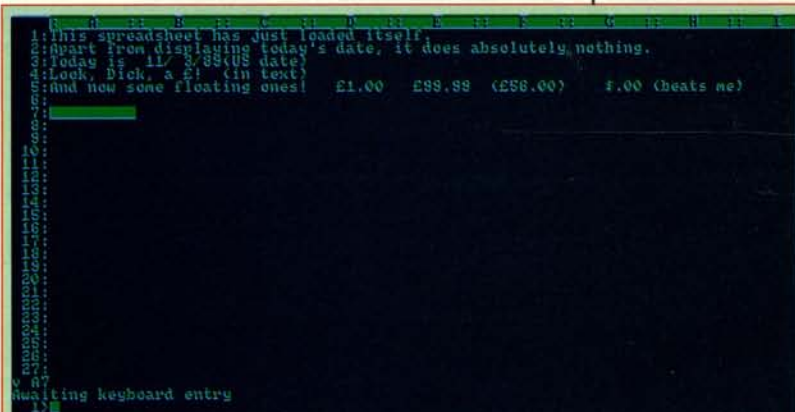 A :: B :: C :: D :: E :: F :: G :: H ::
1:This spreadsheet has just loaded itself.
2:Apart from displaying today's date, it does absolutely nothing.
3:Today is 11/ 3/89(US date)
4:Look, Dick, a £! (in text)
5:And now some floating ones! £1.00 £99.99 (£56.00) $.00 (beats me)
6:
7:
8:
9:
10:
11:
12:
13:
14:
15:
16:
17:
18:
19:
20:
21:
22:
23:
24:
25:
26:
27:
v A7
Awaiting keyboard entry
1>